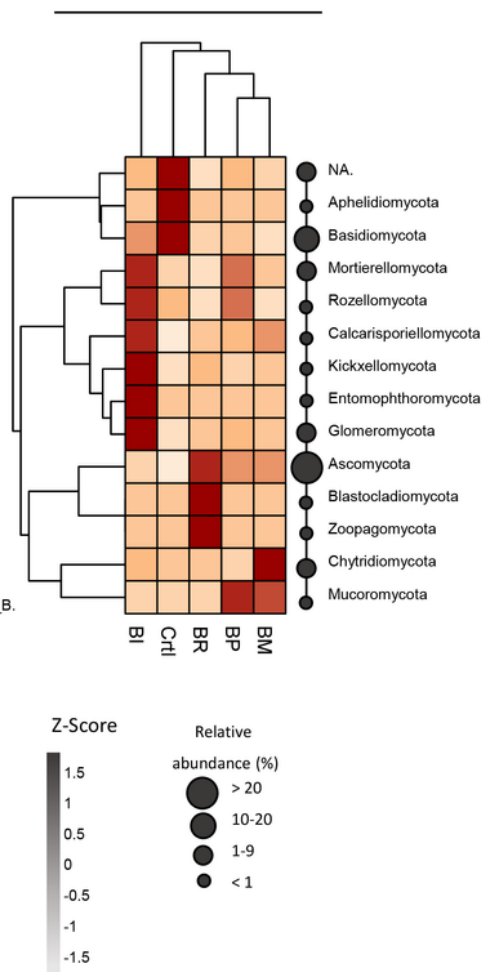 NA.
Aphelidiomycota
Basidiomycota
Mortierellomycota
Rozellomycota
Calcarisporiellomycota
Kickxellomycota
Entomophthoromycota
Glomeromycota
Ascomycota
Blastocladiomycota
Zoopagomycota
Chytridiomycota
Mucoromycota
B.
BI
Crtl
BR
BP
BM
Z-Score
1.5
1
0.5
0
-0.5
-1
-1.5
Relative
abundance (%)
> 20
10-20
1-9
< 1